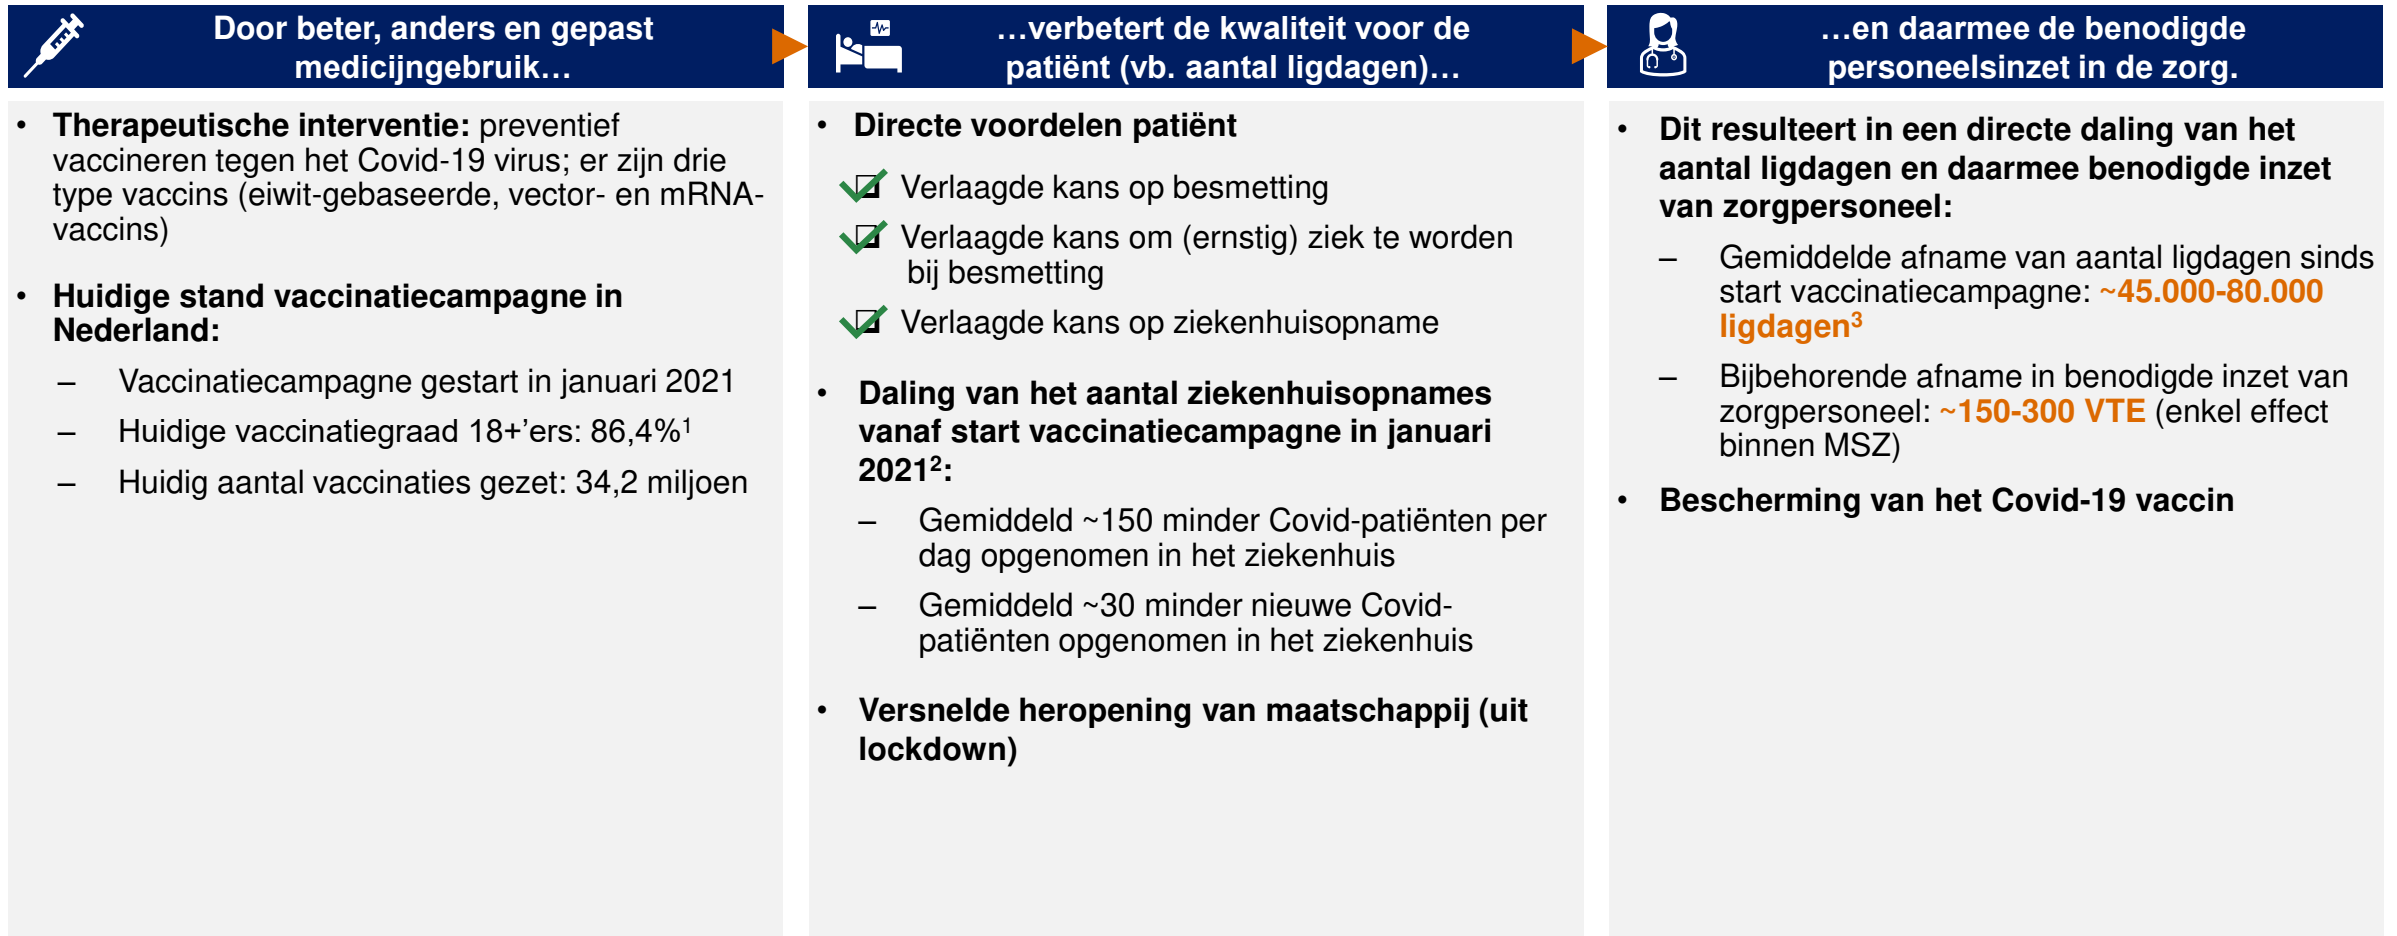 Door beter, anders en gepast
medicijngebruik…
• Therapeutische interventie: preventief
vaccineren tegen het Covid-19 virus; er zijn drie
type vaccins (eiwit-gebaseerde, vector- en mRNA-
vaccins)
• Huidige stand vaccinatiecampagne in
Nederland:
– Vaccinatiecampagne gestart in januari 2021
– Huidige vaccinatiegraad 18+’ers: 86,4%¹
– Huidig aantal vaccinaties gezet: 34,2 miljoen
…verbetert de kwaliteit voor de
patiënt (vb. aantal ligdagen)…
• Directe voordelen patiënt
Verlaagde kans op besmetting
Verlaagde kans om (ernstig) ziek te worden
bij besmetting
Verlaagde kans op ziekenhuisopname
• Daling van het aantal ziekenhuisopnames
vanaf start vaccinatiecampagne in januari
2021²:
– Gemiddeld ~150 minder Covid-patiënten per
dag opgenomen in het ziekenhuis
– Gemiddeld ~30 minder nieuwe Covid-
patiënten opgenomen in het ziekenhuis
• Versnelde heropening van maatschappij (uit
lockdown)
…en daarmee de benodigde
personeelsinzet in de zorg.
• Dit resulteert in een directe daling van het
aantal ligdagen en daarmee benodigde inzet
van zorgpersoneel:
– Gemiddelde afname van aantal ligdagen sinds
start vaccinatiecampagne: ~45.000-80.000
ligdagen³
– Bijbehorende afname in benodigde inzet van
zorgpersoneel: ~150-300 VTE (enkel effect
binnen MSZ)
• Bescherming van het Covid-19 vaccin